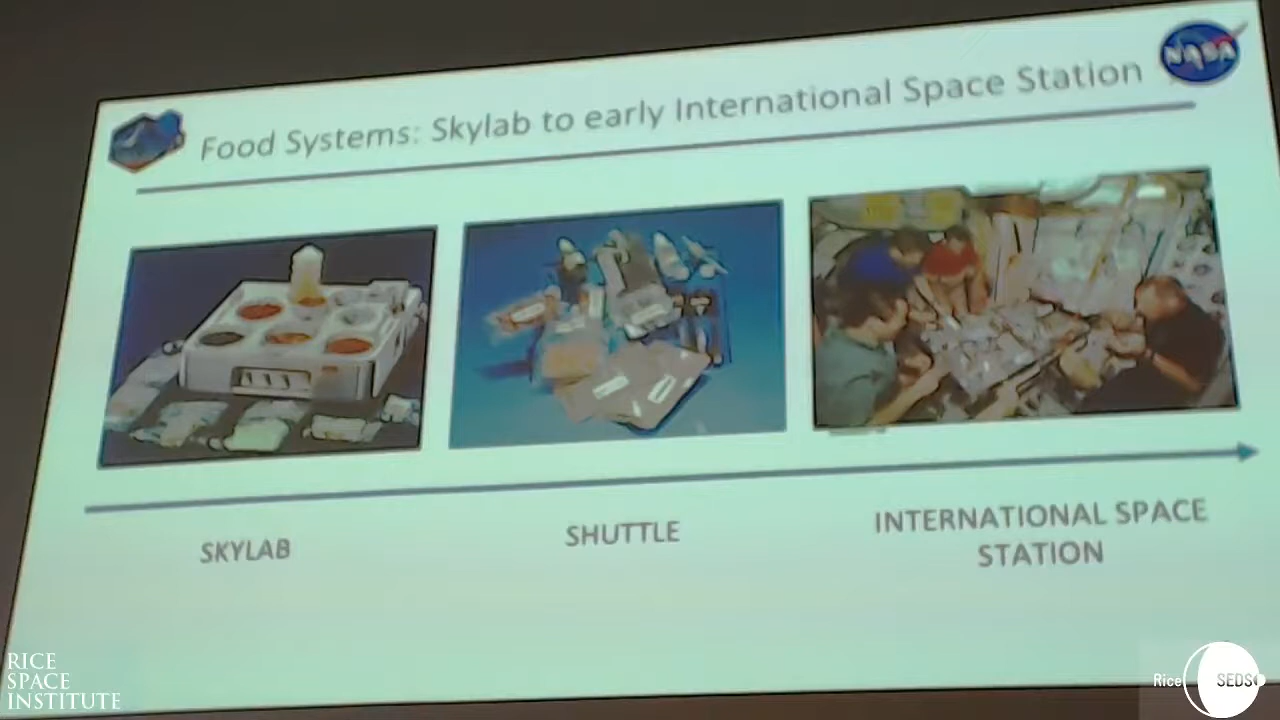 NASA
Food Systems: Skylab to early International Space Station
SKYLAB
SHUTTLE
INTERNATIONAL SPACE
STATION
RICE
SPACE
INSTITUTE
Rice SEDS